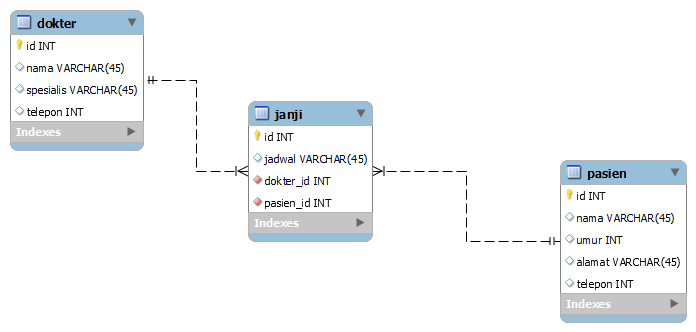 dokter
id INT
nama VARCHAR(45)
spesialis VARCHAR(45)
telepon INT
Indexes
janji
id INT
jadwal VARCHAR(45)
dokter_id INT
pasien_id INT
Indexes
pasien
id INT
nama VARCHAR(45)
umur INT
alamat VARCHAR(45)
telepon INT
Indexes